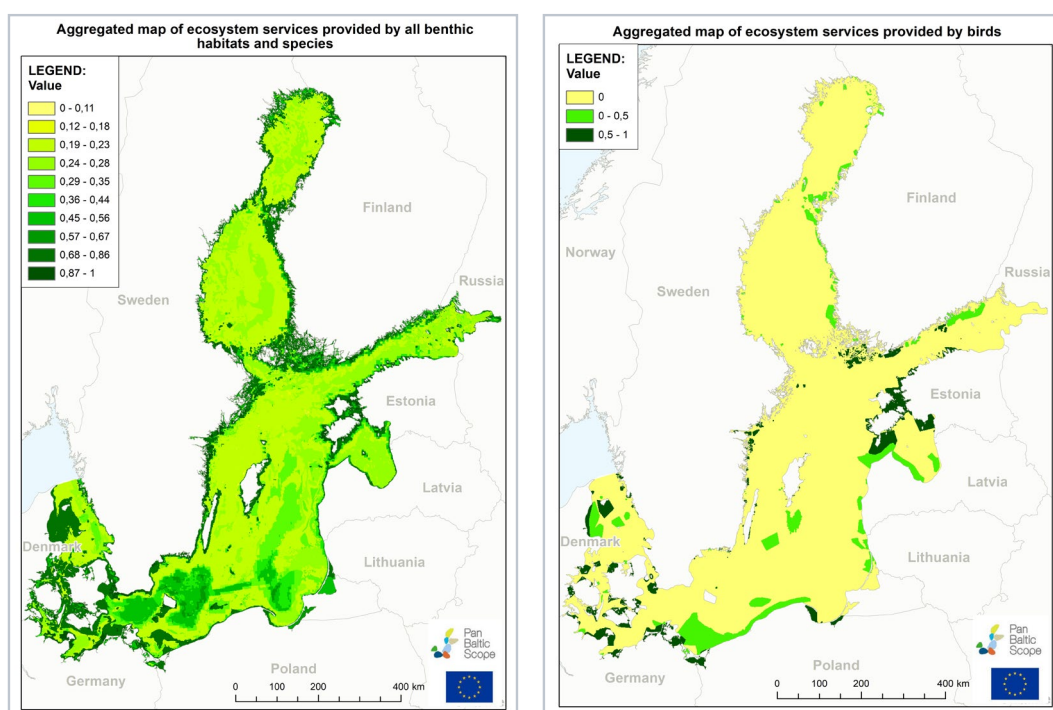 Aggregated map of ecosystem services provided by all benthic
habitats and species
LEGEND:
Value
0 - 0,11
0,12 - 0,18
0,19 - 0,23
0,24 - 0,28
0,29 - 0,35
0,36 - 0,44
0,45 - 0,56
0,57 - 0,67
0,68 - 0,86
0,87 - 1
Finland
Russia
Sweden
Estonia
Latvia
Denmark
Lithuania
Poland
Germany
Pan
Baltic
Scope
0 100 200 400 km
Aggregated map of ecosystem services provided by birds
LEGEND:
Value
0
0 - 0,5
0,5 - 1
Finland
Norway
Russia
Sweden
Estonia
Latvia
Denmark
Lithuania
Poland
Germany
Pan
Baltic
Scope
0 100 200 400 km